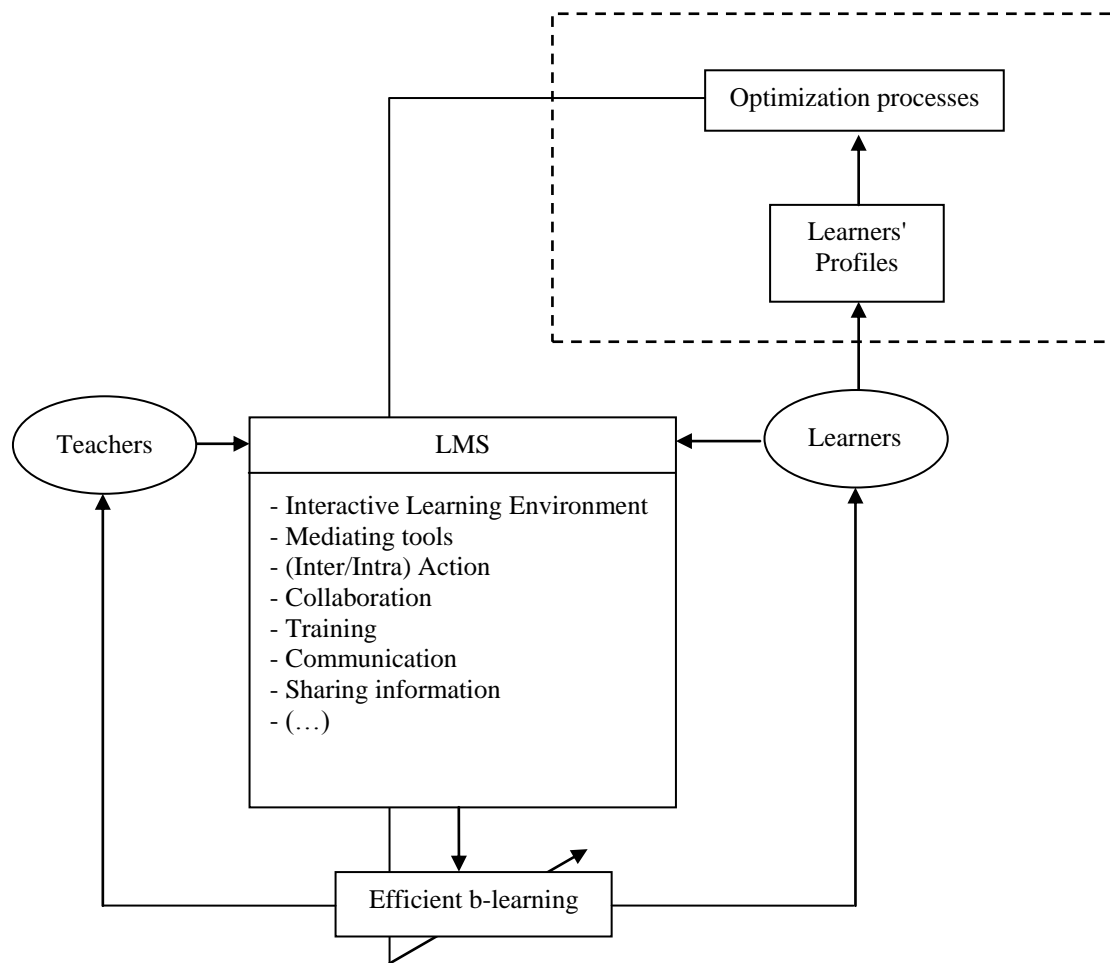 Optimization processes
Learners'
Profiles
Teachers
LMS
Learners
- Interactive Learning Environment
- Mediating tools
- (Inter/Intra) Action
- Collaboration
- Training
- Communication
- Sharing information
- (…)
Efficient b-learning